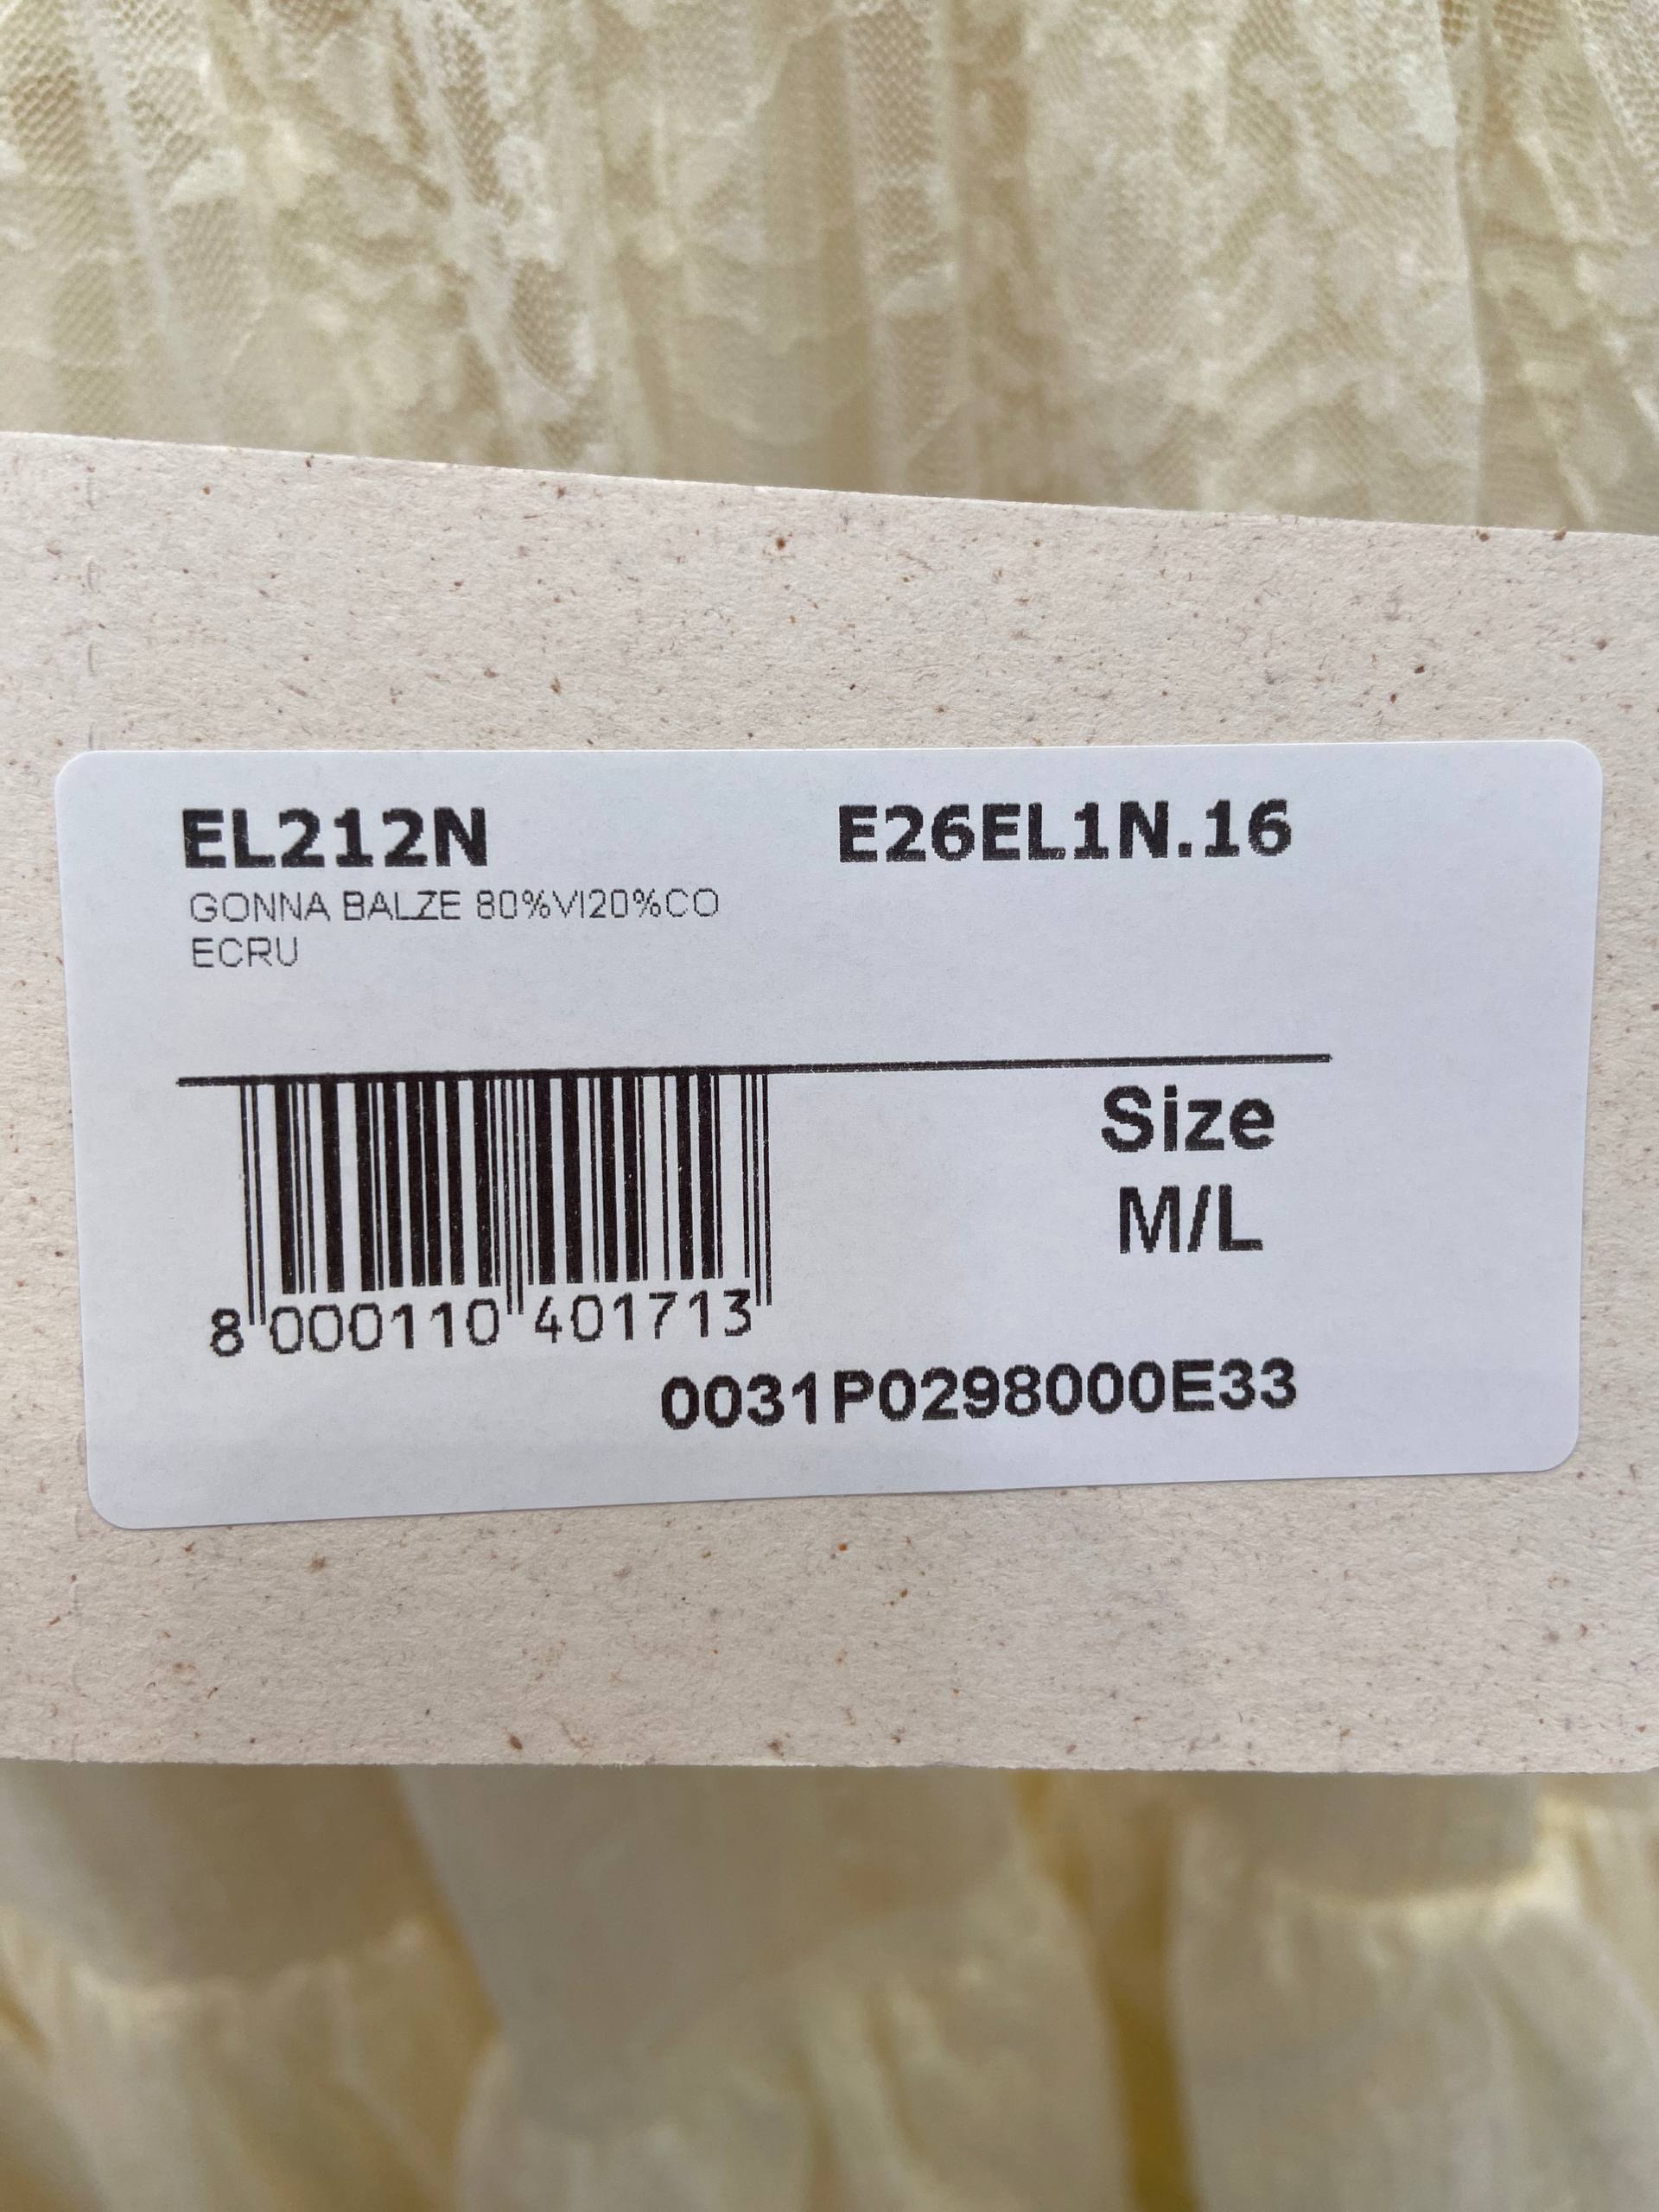 EL212N E26EL1N.16
GONNA BALZE 80%VI20%CO
ECRU
Size
M/L
8 000110 401713
0031P0298000E33